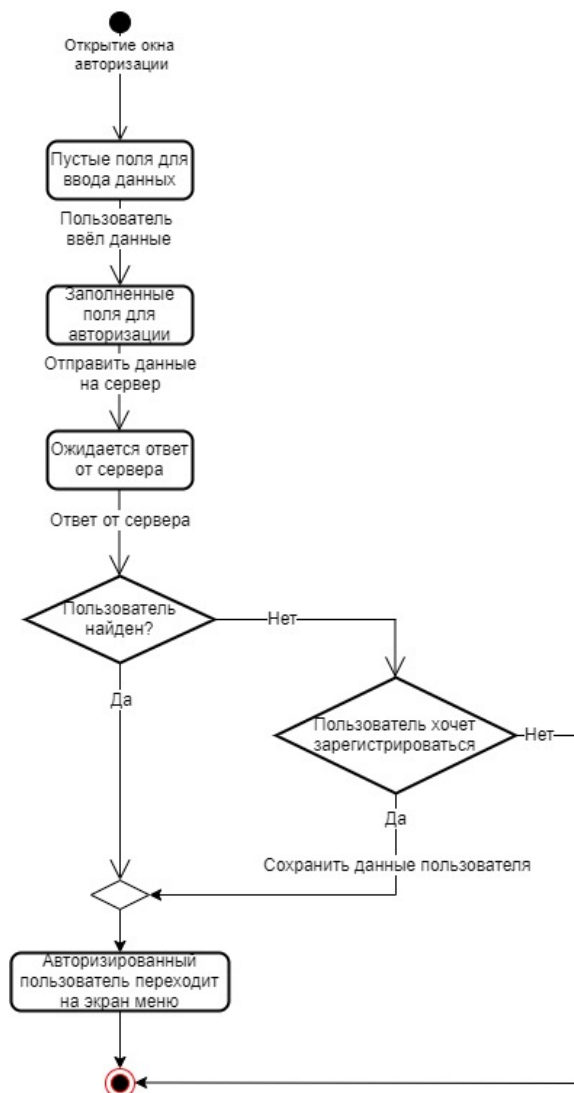 Открытие окна
авторизации
Пустые поля для
ввода данных
Пользователь
ввёл данные
Заполненные
поля для
авторизации
Отправить данные
на сервер
Ожидается ответ
от сервера
Ответ от сервера
Пользователь
найден?
Нет
Да
Пользователь хочет
зарегистрироваться
Нет
Да
Сохранить данные пользователя
Авторизированный
пользователь переходит
на экран меню